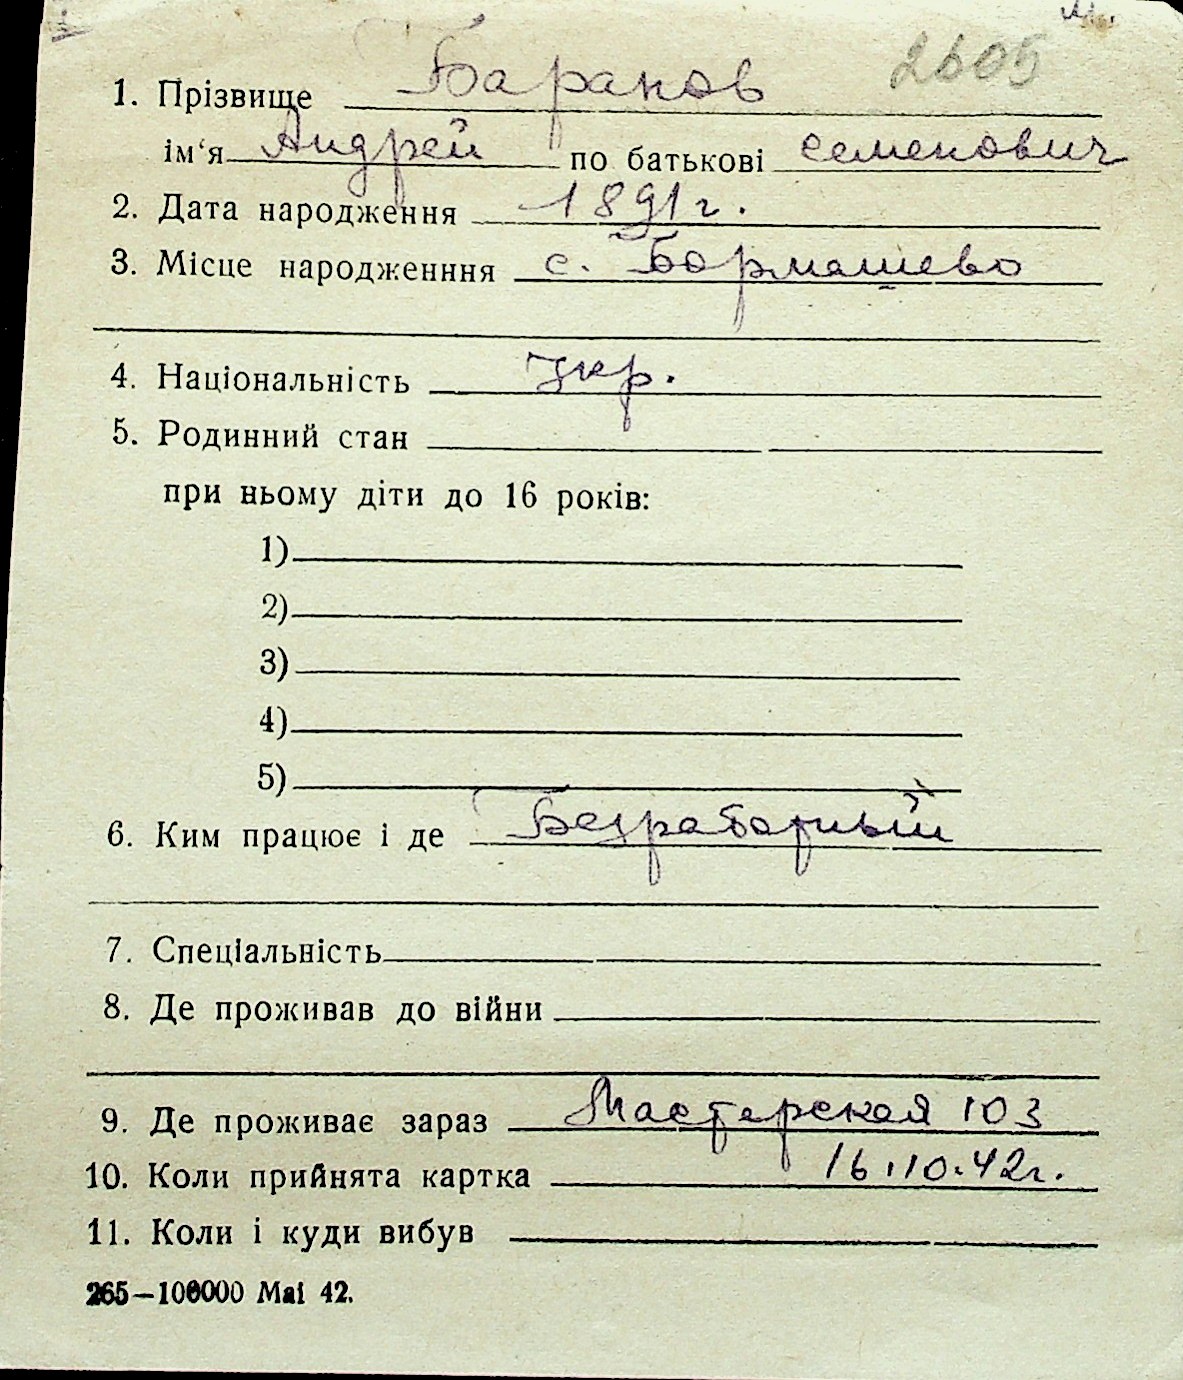 2605
1. Прізвище Баранов
ім'я Андрей по батькові Семенович
2. Дата народження 1891 г.
3. Місце народженння с. Бормашево
4. Національність Укр.
5. Родинний стан
при ньому діти до 16 років:
1)
2)
3)
4)
5)
6. Ким працює і де Безработный
7. Спеціальність
8. Де проживав до війни
9. Де проживає зараз Мастерская 103
10. Коли прийнята картка 16.10.42г.
11. Коли і куди вибув
265—100000 Mai 42.